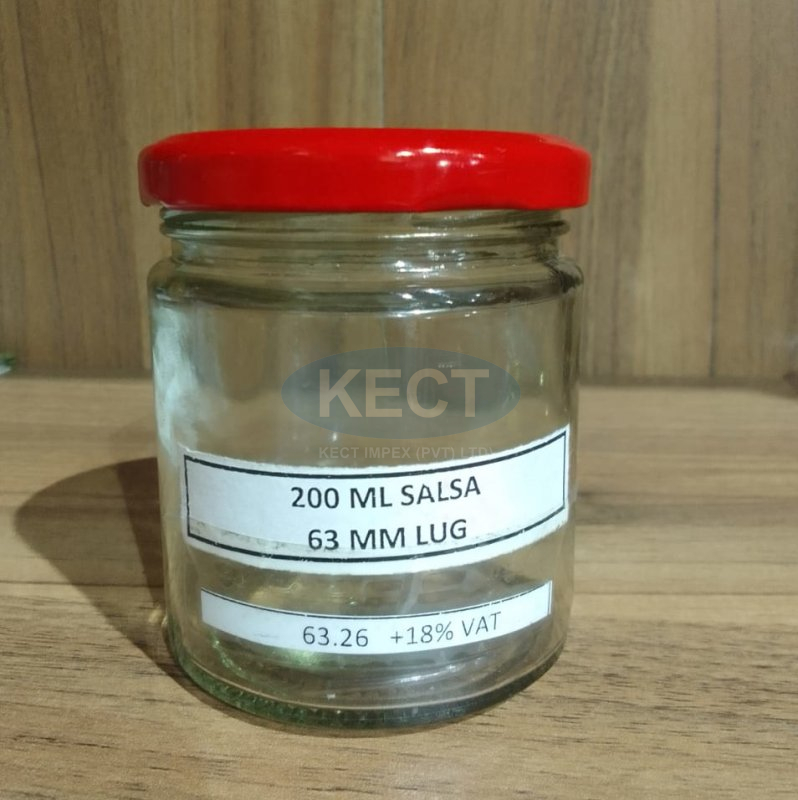 KECT
KECT IMPEX (PVT) LTD
200 ML SALSA
63 MM LUG
63.26 +18% VAT